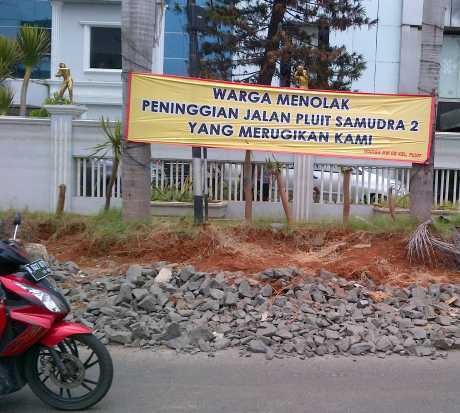 WARGA MENOLAK
PENINGGIAN JALAN PLUIT SAMUDRA 2
YANG MERUGIKAN KAMI